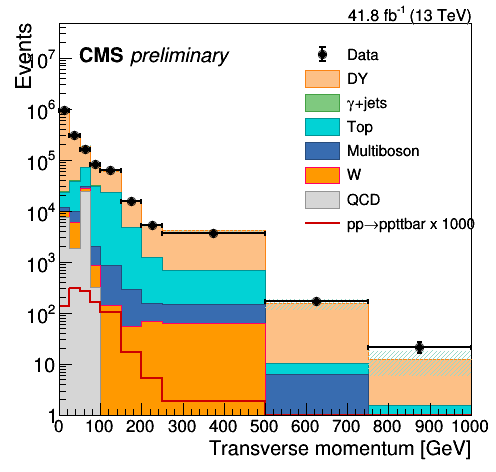 41.8 fb⁻¹ (13 TeV)
Events
CMS preliminary
Data
DY
γ+jets
Top
Multiboson
W
QCD
pp→ppttbar x 1000
10⁷
10⁶
10⁵
10⁴
10³
10²
10
1
0 100 200 300 400 500 600 700 800 900 1000
Transverse momentum [GeV]